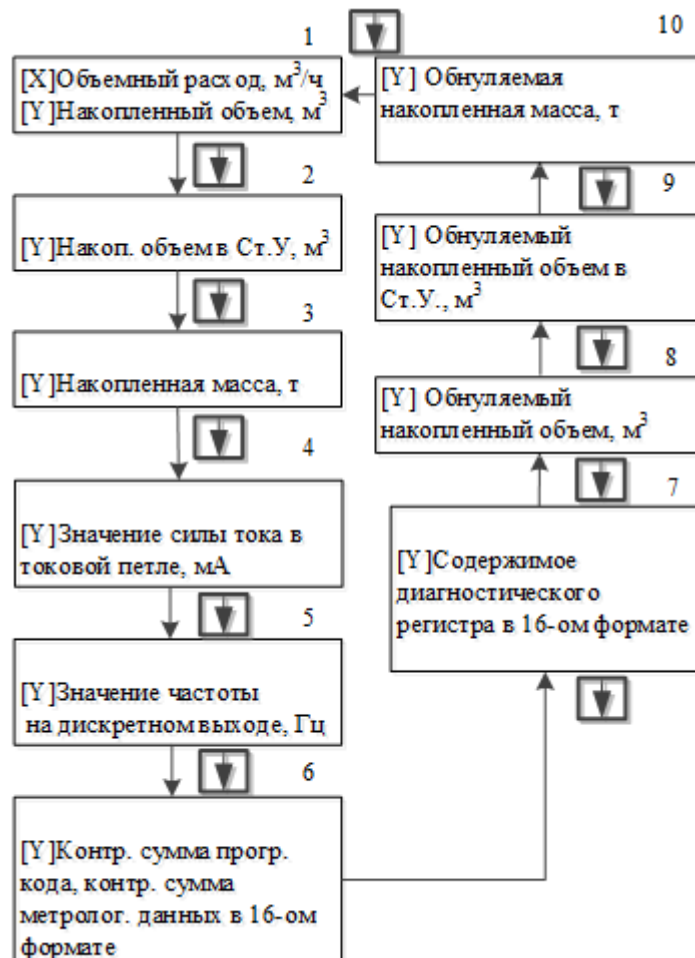 1
[X]Объемный расход, м³/ч
[Y]Накопленный объем, м³
2
[Y]Накоп. объем в Ст.У, м³
3
[Y]Накопленная масса, т
4
[Y]Значение силы тока в
токовой петле, мА
5
[Y]Значение частоты
на дискретном выходе, Гц
6
[Y]Контр. сумма прогр.
кода, контр. сумма
метролог. данных в 16-ом
формате
7
[Y]Содержимое
диагностического
регистра в 16-ом формате
8
[Y] Обнуляемый
накопленный объем, м³
9
[Y] Обнуляемый
накопленный объем в
Ст.У., м³
10
[Y] Обнуляемая
накопленная масса, т